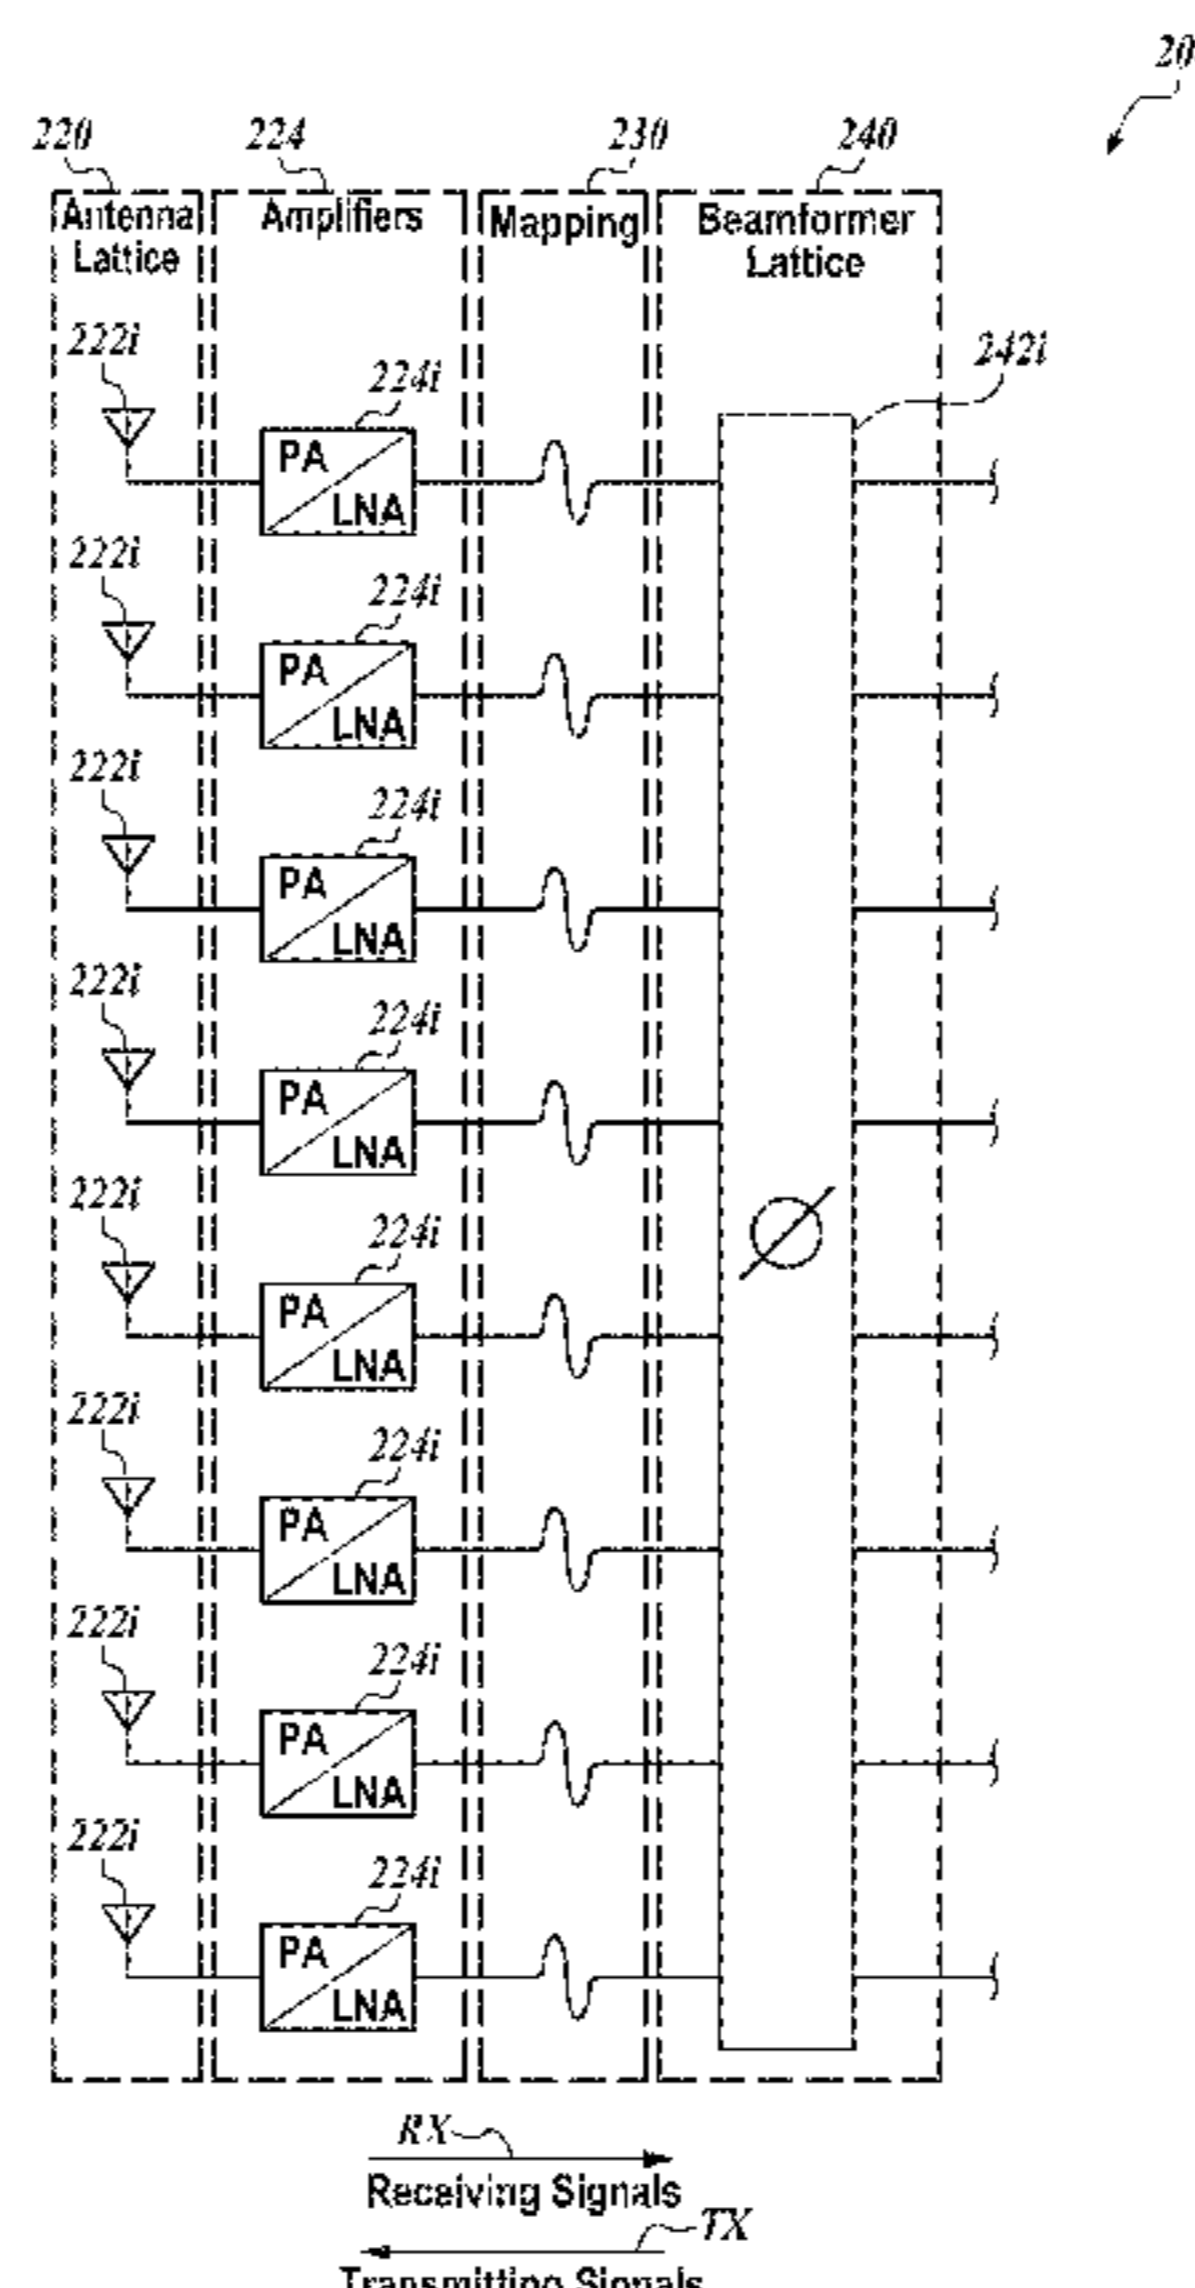 20
220
224
230
240
Antenna
Lattice
Amplifiers
Mapping
Beamformer
Lattice
222i
224i
242i
PA
LNA
222i
224i
PA
LNA
222i
224i
PA
LNA
222i
224i
PA
LNA
222i
224i
PA
LNA
222i
224i
PA
LNA
222i
224i
PA
LNA
222i
224i
PA
LNA
RX
Receiving Signals
TX
Transmitting Signals